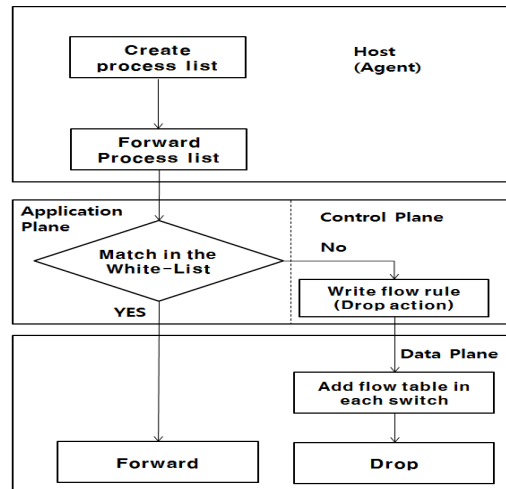 Create
process list
Host
(Agent)
Forward
Process list
Application
Plane
Control Plane
Match in the
White-List
No
Write flow rule
(Drop action)
YES
Data Plane
Add flow table in
each switch
Forward
Drop